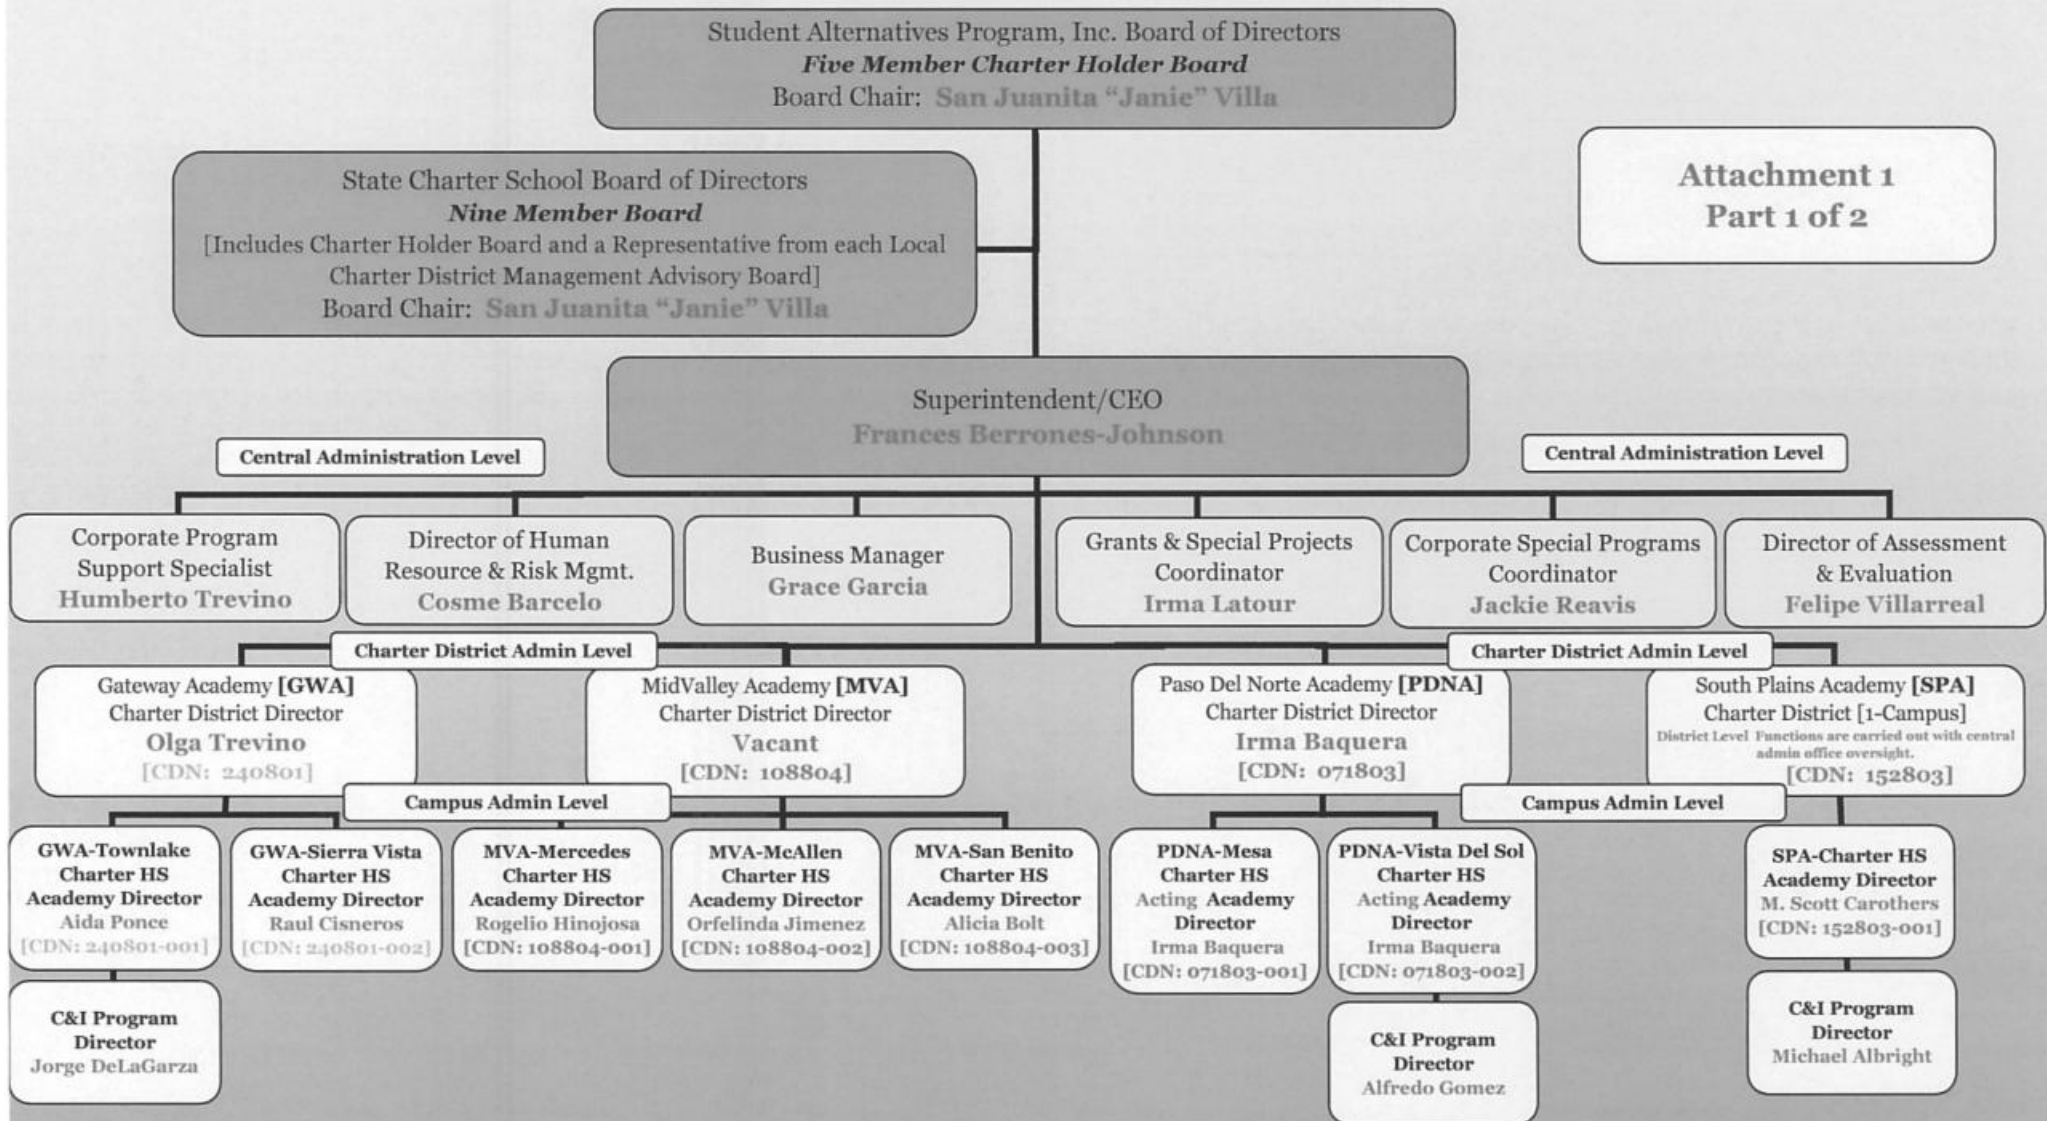 Student Alternatives Program, Inc. Board of Directors
Five Member Charter Holder Board
Board Chair: San Juanita “Janie” Villa
State Charter School Board of Directors
Nine Member Board
[Includes Charter Holder Board and a Representative from each Local
Charter District Management Advisory Board]
Board Chair: San Juanita “Janie” Villa
Attachment 1
Part 1 of 2
Superintendent/CEO
Frances Berrones-Johnson
Central Administration Level
Central Administration Level
Corporate Program
Support Specialist
Humberto Trevino
Director of Human
Resource & Risk Mgmt.
Cosme Barcelo
Business Manager
Grace Garcia
Grants & Special Projects
Coordinator
Irma Latour
Corporate Special Programs
Coordinator
Jackie Reavis
Director of Assessment
& Evaluation
Felipe Villarreal
Charter District Admin Level
Charter District Admin Level
Gateway Academy [GWA]
Charter District Director
Olga Trevino
[CDN: 240801]
MidValley Academy [MVA]
Charter District Director
Vacant
[CDN: 108804]
Paso Del Norte Academy [PDNA]
Charter District Director
Irma Baquera
[CDN: 071803]
South Plains Academy [SPA]
Charter District [1-Campus]
District Level Functions are carried out with central
admin office oversight.
[CDN: 152803]
Campus Admin Level
Campus Admin Level
GWA-Townlake
Charter HS
Academy Director
Aida Ponce
[CDN: 240801-001]
GWA-Sierra Vista
Charter HS
Academy Director
Raul Cisneros
[CDN: 240801-002]
MVA-Mercedes
Charter HS
Academy Director
Rogelio Hinojosa
[CDN: 108804-001]
MVA-McAllen
Charter HS
Academy Director
Orfelinda Jimenez
[CDN: 108804-002]
MVA-San Benito
Charter HS
Academy Director
Alicia Bolt
[CDN: 108804-003]
PDNA-Mesa
Charter HS
Acting Academy
Director
Irma Baquera
[CDN: 071803-001]
PDNA-Vista Del Sol
Charter HS
Acting Academy
Director
Irma Baquera
[CDN: 071803-002]
SPA-Charter HS
Academy Director
M. Scott Carothers
[CDN: 152803-001]
C&I Program
Director
Jorge DeLaGarza
C&I Program
Director
Alfredo Gomez
C&I Program
Director
Michael Albright